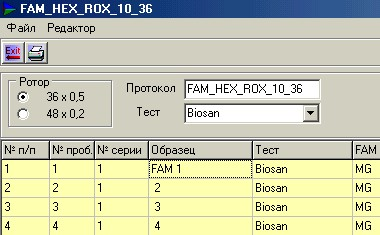 FAM_HEX_ROX_10_36
Файл Редактор
Exit
Ротор
36 x 0,5
48 x 0,2
Протокол FAM_HEX_ROX_10_36
Тест Biosan
№ п/п № проб. № серии Образец Тест FAM
1 1 1 FAM 1 Biosan MG
2 2 1 2 Biosan MG
3 3 1 3 Biosan MG
4 4 1 4 Biosan MG